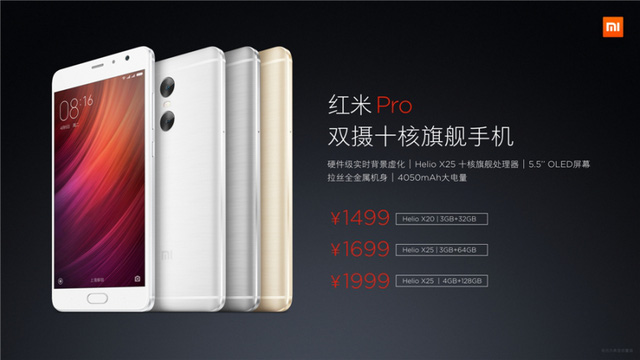 mi
红米 Pro
双摄十核旗舰手机
硬件级实时背景虚化 | Helio X25 十核旗舰处理器 | 5.5'' OLED屏幕
拉丝全金属机身 | 4050mAh大电量
¥1499 Helio X20 | 3GB+32GB
¥1699 Helio X25 | 3GB+64GB
¥1999 Helio X25 | 4GB+128GB
08:16
mi